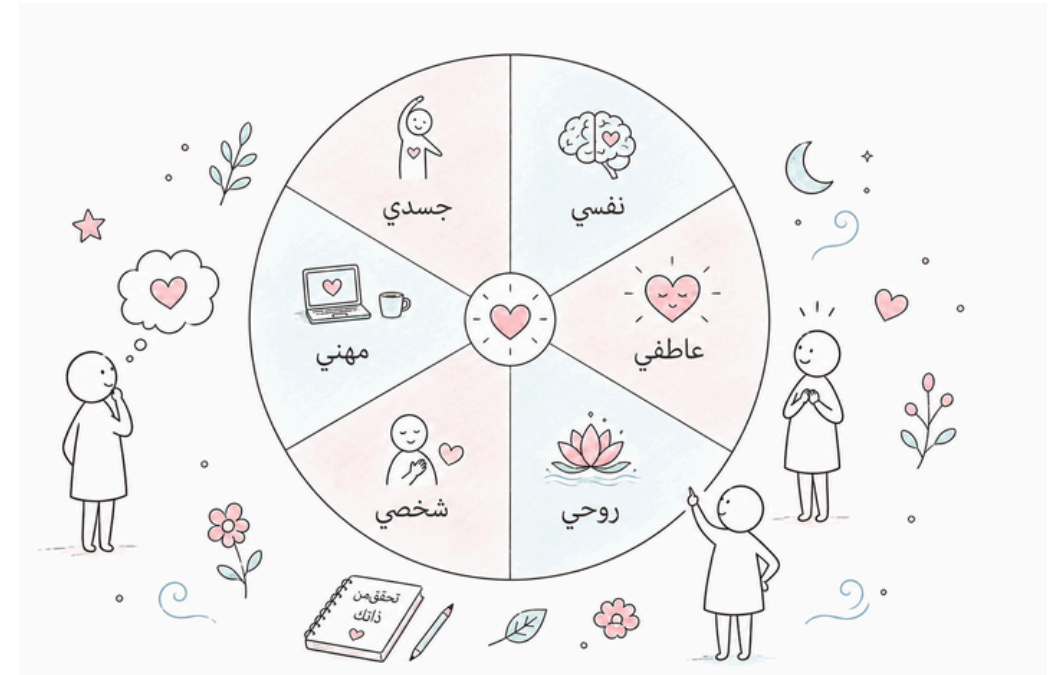 نفسي
جسدي
عاطفي
مهني
روحي
شخصي
تحقق من
ذاتك